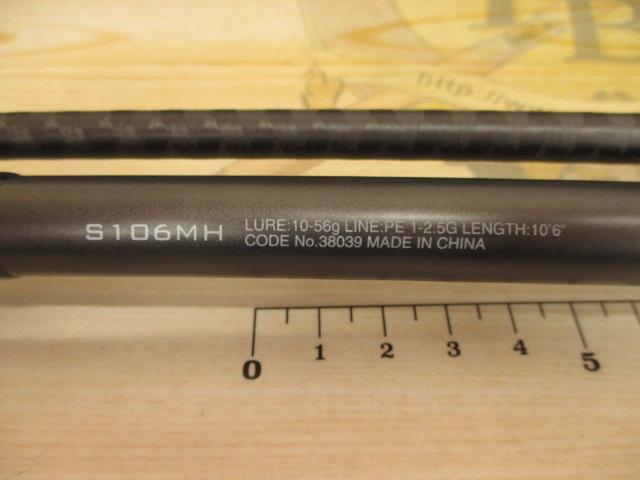 http://w
S106MH
LURE:10-56g LINE:PE 1-2.5G LENGTH:10'6"
CODE No.38039 MADE IN CHINA
0 1 2 3 4 5